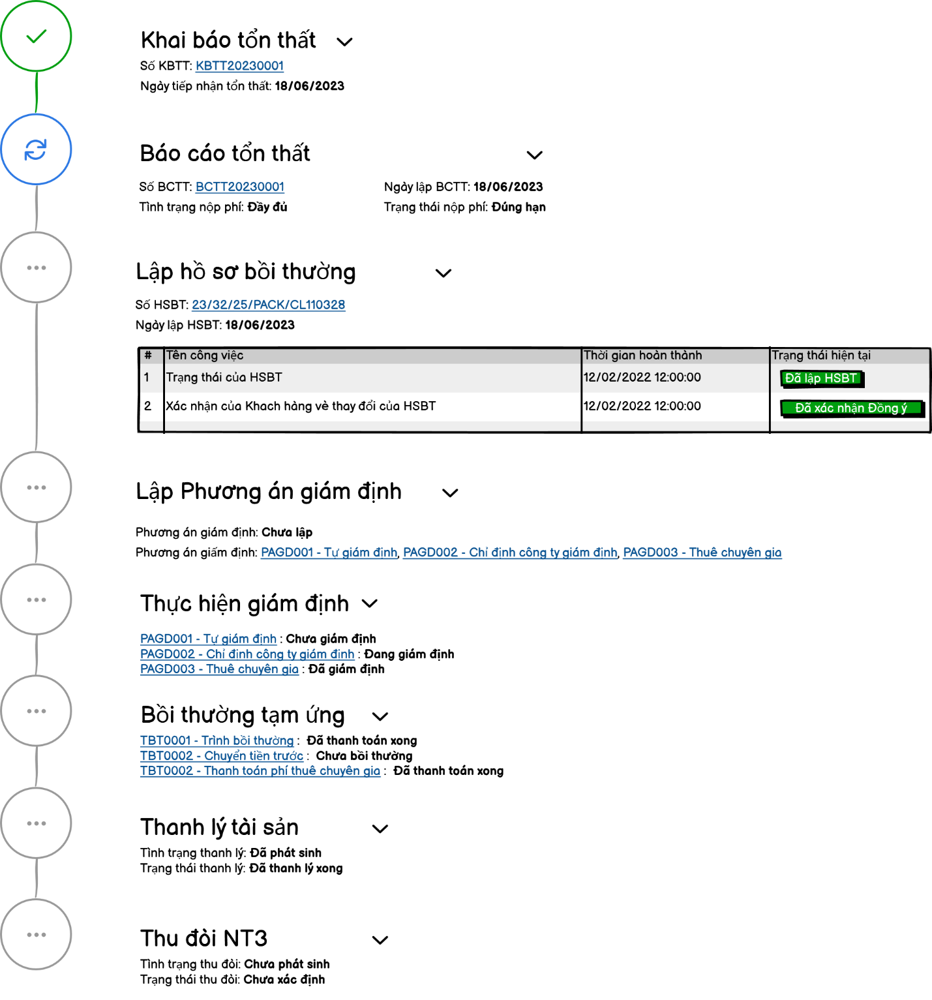 Khai báo tổn thất
Số KBTT: KBTT20230001
Ngày tiếp nhận tổn thất: 18/06/2023
Báo cáo tổn thất
Số BCTT: BCTT20230001 Ngày lập BCTT: 18/06/2023
Tình trạng nộp phí: Đầy đủ Trạng thái nộp phí: Đúng hạn
Lập hồ sơ bồi thường
Số HSBT: 23/32/25/PACK/CL110328
Ngày lập HSBT: 18/06/2023
# Tên công việc Thời gian hoàn thành Trạng thái hiện tại
1 Trạng thái của HSBT 12/02/2022 12:00:00 Đã lập HSBT
2 Xác nhận của Khach hàng vè thay đổi của HSBT 12/02/2022 12:00:00 Đã xác nhận Đồng ý
Lập Phương án giám định
Phương án giám định: Chưa lập
Phương án giấm định: PAGD001 - Tự giám định, PAGD002 - Chỉ định công ty giám định, PAGD003 - Thuê chuyên gia
Thực hiện giám định
PAGD001 - Tự giám định : Chưa giám định
PAGD002 - Chỉ định công ty giám định : Đang giám định
PAGD003 - Thuê chuyên gia : Đã giám định
Bồi thường tạm ứng
TBT0001 - Trình bồi thường : Đã thanh toán xong
TBT0002 - Chuyển tiền trước : Chưa bồi thường
TBT0002 - Thanh toán phí thuê chuyên gia : Đã thanh toán xong
Thanh lý tài sản
Tình trạng thanh lý: Đã phát sinh
Trạng thái thanh lý: Đã thanh lý xong
Thu đòi NT3
Tình trạng thu đòi: Chưa phát sinh
Trạng thái thu đòi: Chưa xác định